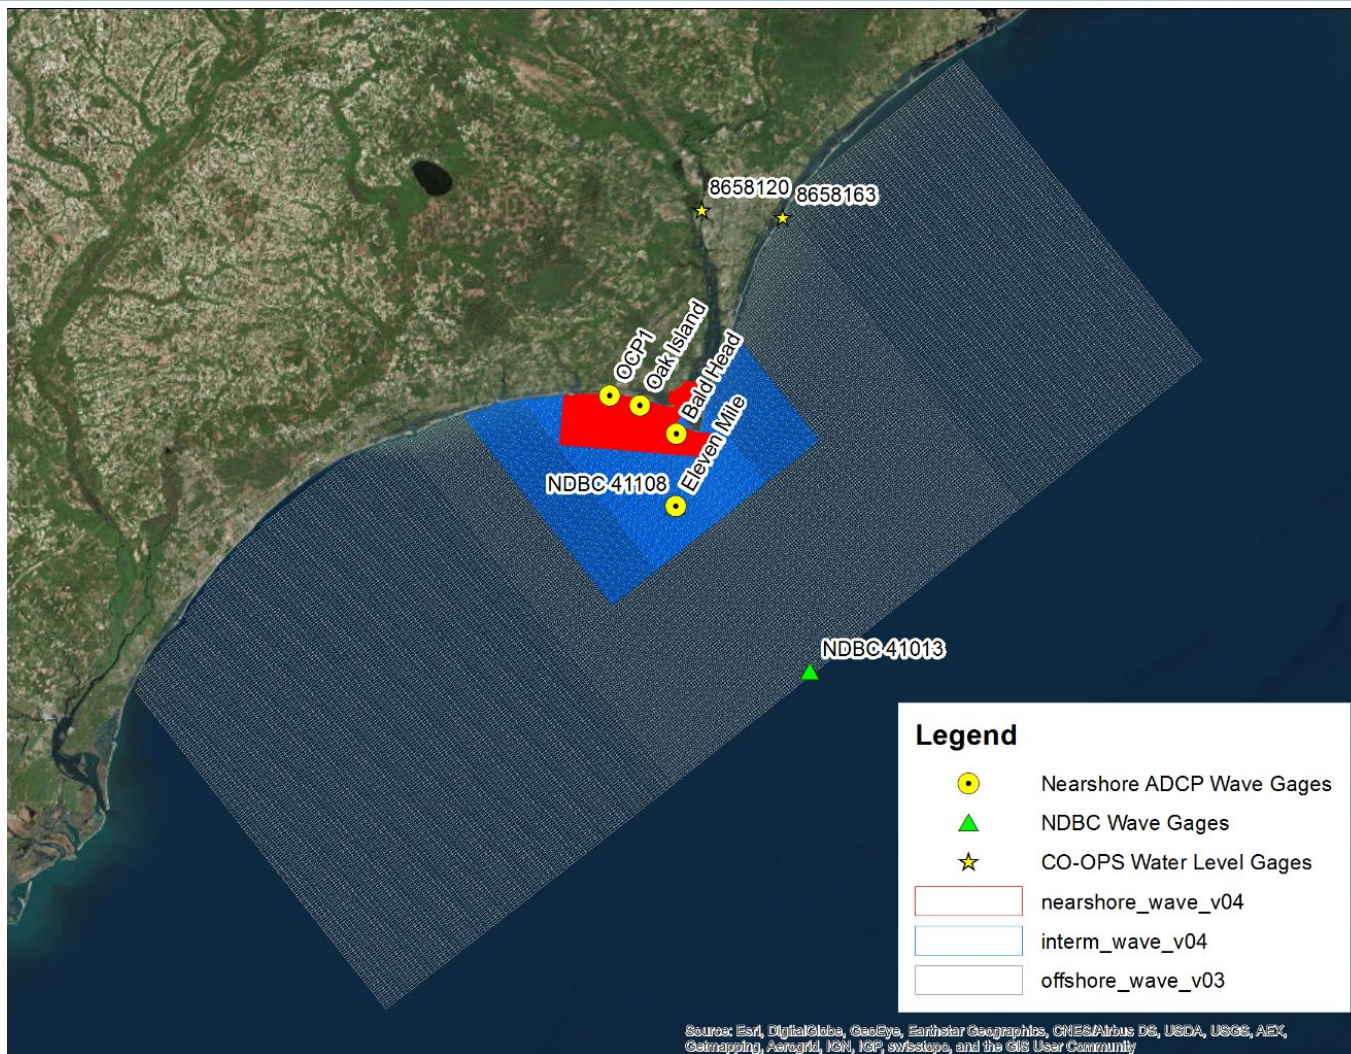 8658120
8658163
OCP1
Oak Island
Bald Head
Eleven Mile
NDBC 41108
NDBC 41013
Legend
Nearshore ADCP Wave Gages
NDBC Wave Gages
CO-OPS Water Level Gages
nearshore_wave_v04
interm_wave_v04
offshore_wave_v03
Source: Esri, DigitalGlobe, GeoEye, Earthstar Geographics, CNES/Airbus DS, USDA, USGS, AEX,
Getmapping, Aerogrid, IGN, IGP, swisstopo, and the GIS User Community